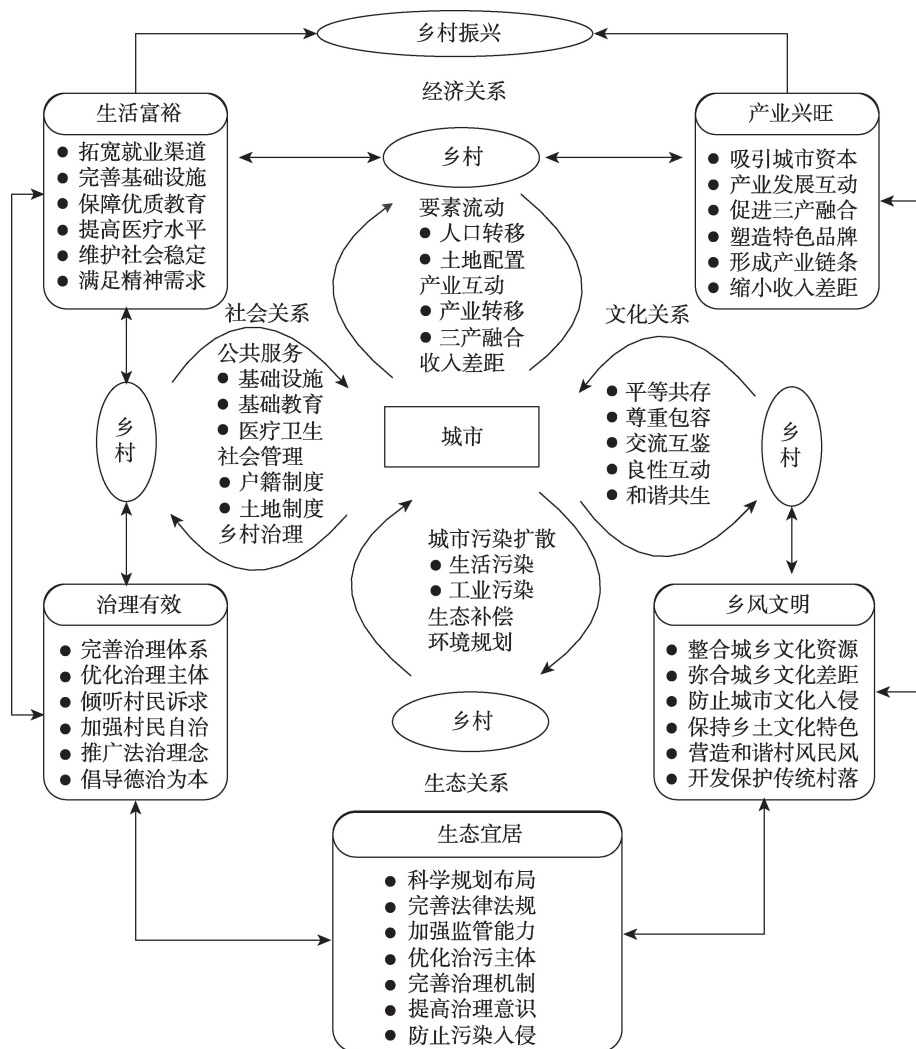 乡村振兴
经济关系
生活富裕
● 拓宽就业渠道
● 完善基础设施
● 保障优质教育
● 提高医疗水平
● 维护社会稳定
● 满足精神需求
乡村
要素流动
● 人口转移
● 土地配置
产业互动
● 产业转移
● 三产融合
收入差距
产业兴旺
● 吸引城市资本
● 产业发展互动
● 促进三产融合
● 塑造特色品牌
● 形成产业链条
● 缩小收入差距
社会关系
公共服务
● 基础设施
● 基础教育
● 医疗卫生
社会管理
● 户籍制度
● 土地制度
乡村治理
乡村
城市
文化关系
● 平等共存
● 尊重包容
● 交流互鉴
● 良性互动
● 和谐共生
乡村
城市污染扩散
● 生活污染
● 工业污染
生态补偿
环境规划
乡村
生态关系
治理有效
● 完善治理体系
● 优化治理主体
● 倾听村民诉求
● 加强村民自治
● 推广法治理念
● 倡导德治为本
乡风文明
● 整合城乡文化资源
● 弥合城乡文化差距
● 防止城市文化入侵
● 保持乡土文化特色
● 营造和谐村风民风
● 开发保护传统村落
生态宜居
● 科学规划布局
● 完善法律法规
● 加强监管能力
● 优化治污主体
● 完善治理机制
● 提高治理意识
● 防止污染入侵